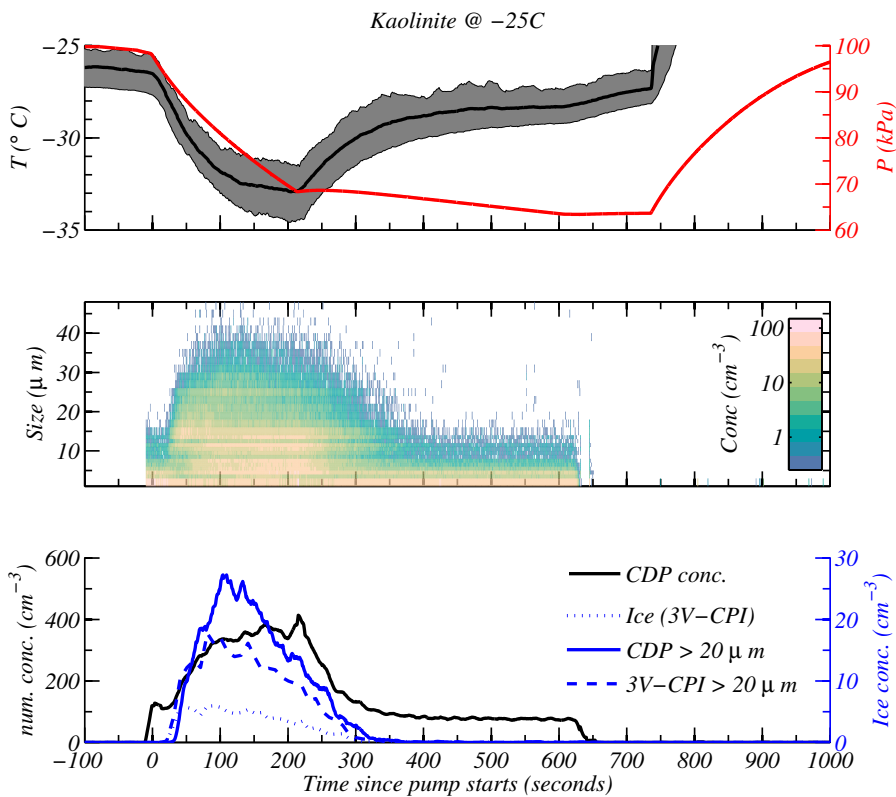 Kaolinite @ −25C
−25
−30
−35
T (° C)
100
90
80
70
60
P (kPa)
40
30
20
10
Size (μ m)
100
10
1
Conc (cm⁻³)
600
400
200
0
num. conc. (cm⁻³)
30
20
10
0
Ice conc. (cm⁻³)
CDP conc.
Ice (3V−CPI)
CDP > 20 μ m
3V−CPI > 20 μ m
−100 0 100 200 300 400 500 600 700 800 900 1000
Time since pump starts (seconds)